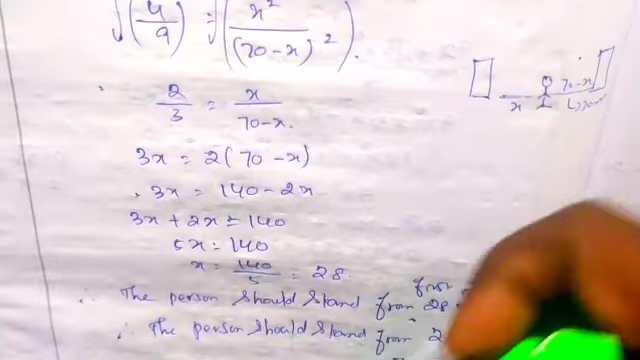 √(4/9) = √(x²/(70-x)²).
70-x
x
2/3 = x/70-x.
3x = 2(70-x)
3x = 140-2x
3x+2x=140
5x=140
x = 140/5 = 28
∴ The person should stand from 28
∴ The person should stand from 2